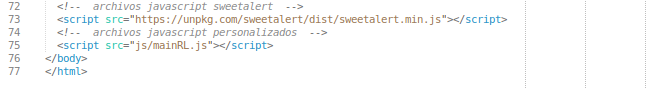 72 <!--  archivos javascript sweetalert  -->
73 <script src="https://unpkg.com/sweetalert/dist/sweetalert.min.js"></script>
74 <!--  archivos javascript personalizados  -->
75 <script src="js/mainRL.js"></script>
76 </body>
77 </html>